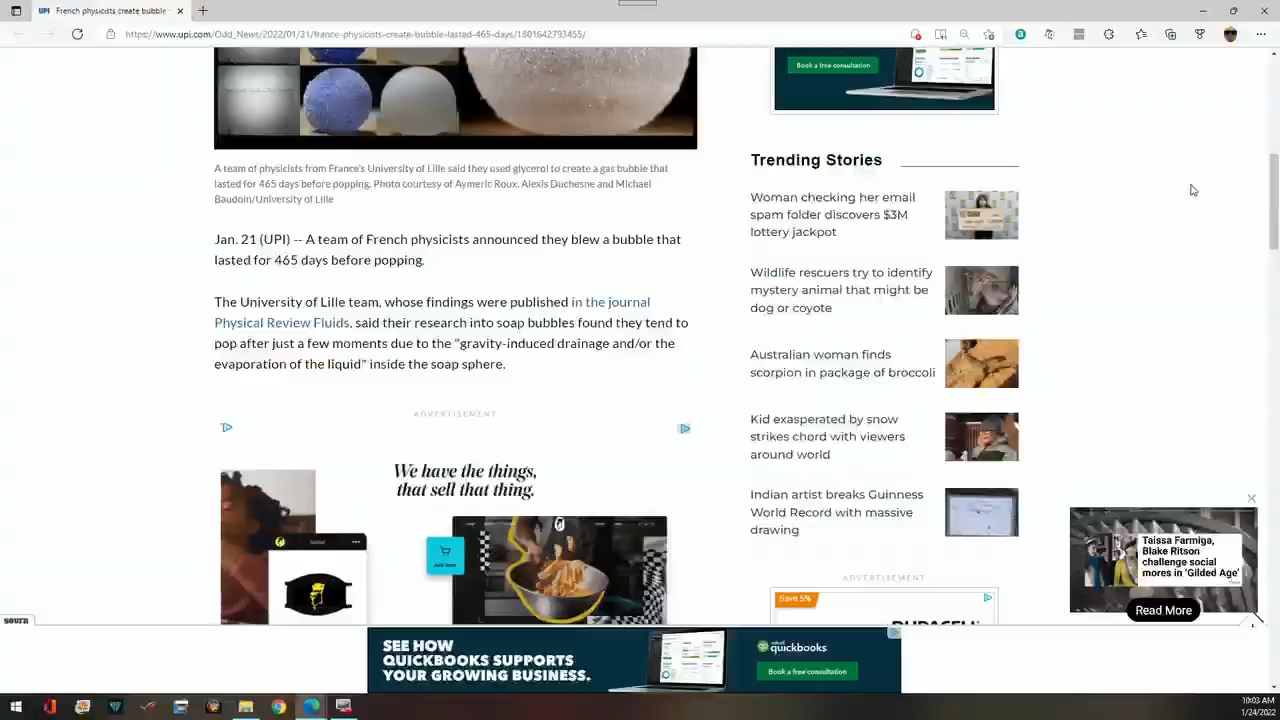 French physicists create bubble
https://www.upi.com/Odd_News/2022/01/21/france-physicists-create-bubble-lasted-465-days/1801642793455/
Book a free consultation
A team of physicists from France's University of Lille said they used glycerol to create a gas bubble that
lasted for 465 days before popping. Photo courtesy of Aymeric Roux, Alexis Duchesne and Michael
Baudoin/University of Lille
Jan. 21 (UPI) -- A team of French physicists announced they blew a bubble that
lasted for 465 days before popping.
The University of Lille team, whose findings were published in the journal
Physical Review Fluids, said their research into soap bubbles found they tend to
pop after just a few moments due to the "gravity-induced drainage and/or the
evaporation of the liquid" inside the soap sphere.
ADVERTISEMENT
We have the things,
that sell that thing.
Trending Stories
Woman checking her email
spam folder discovers $3M
lottery jackpot
Wildlife rescuers try to identify
mystery animal that might be
dog or coyote
Australian woman finds
scorpion in package of broccoli
Kid exasperated by snow
strikes chord with viewers
around world
Indian artist breaks Guinness
World Record with massive
drawing
ADVERTISEMENT
Save 5%
DURACELL
Taissa Farmiga,
Blake Ritson
challenge social
mores in 'Gilded Age'
Read More
SEE HOW
QUICKBOOKS SUPPORTS
YOUR GROWING BUSINESS.
quickbooks
Book a free consultation
10:03 AM
1/24/2022